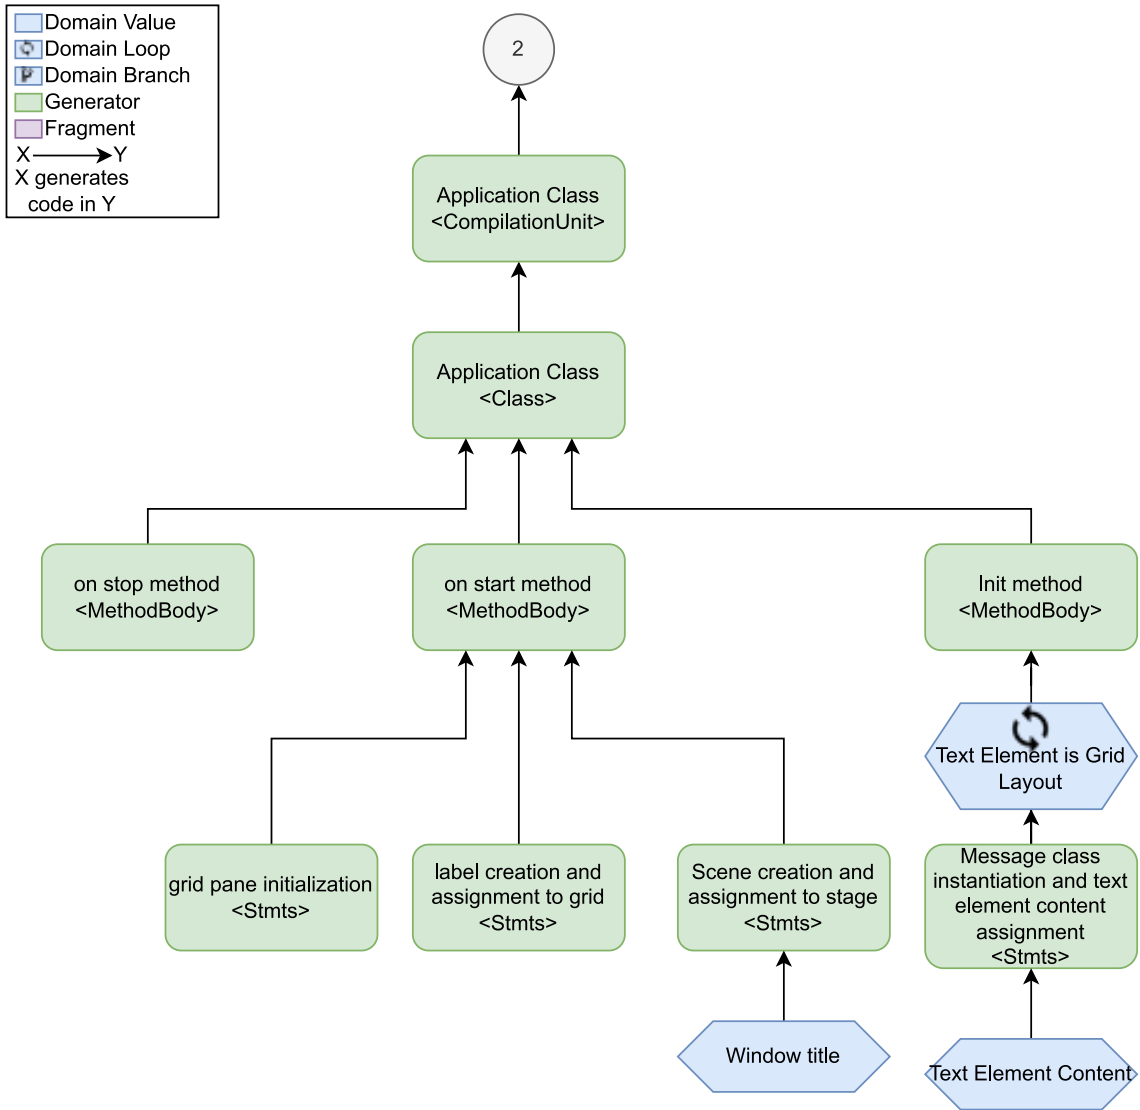 Domain Value
Domain Loop
Domain Branch
Generator
Fragment
X Y
X generates
code in Y
2
Application Class
<CompilationUnit>
Application Class
<Class>
on stop method
<MethodBody>
on start method
<MethodBody>
Init method
<MethodBody>
Text Element is Grid
Layout
grid pane initialization
<Stmts>
label creation and
assignment to grid
<Stmts>
Scene creation and
assignment to stage
<Stmts>
Message class
instantiation and text
element content
assignment
<Stmts>
Window title
Text Element Content